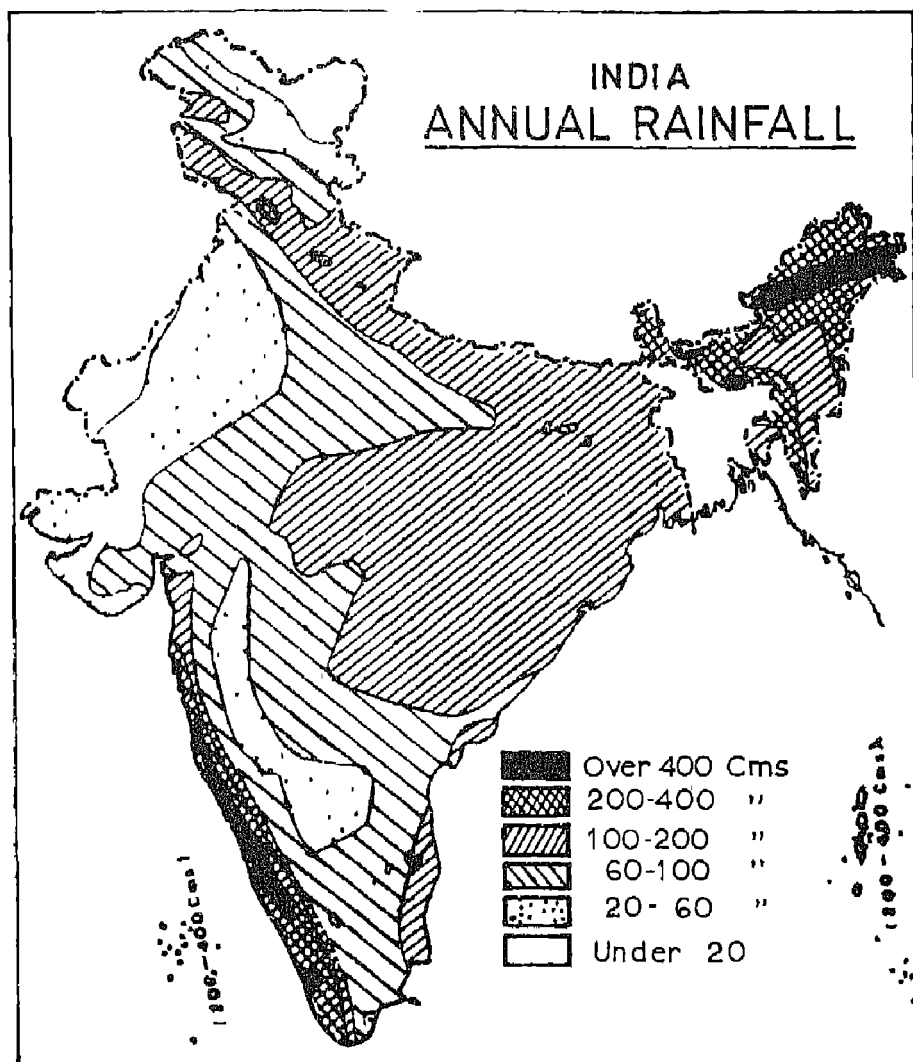 INDIA
ANNUAL RAINFALL
Over 400 Cms
200-400 "
100-200 "
60-100 "
20-60 "
Under 20